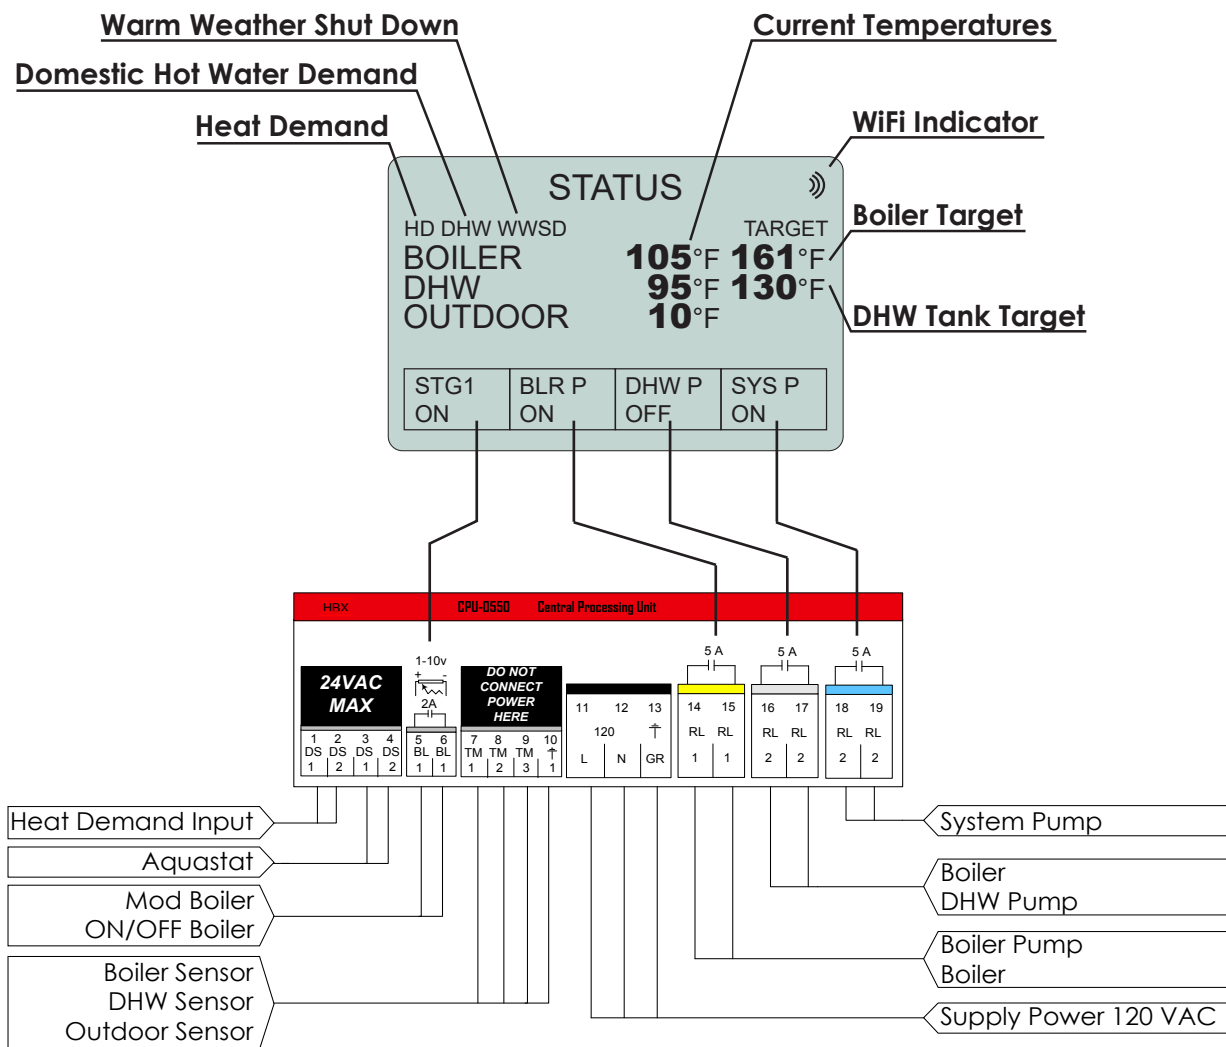 Warm Weather Shut Down
Current Temperatures
Domestic Hot Water Demand
Heat Demand
WiFi Indicator
STATUS
HD DHW WWSD
TARGET
Boiler Target
BOILER 105°F 161°F
DHW 95°F 130°F
OUTDOOR 10°F
DHW Tank Target
STG1 BLR P DHW P SYS P
ON ON OFF ON
HBX CPU-0550 Central Processing Unit
5 A 5 A 5 A
1-10v
+ -
2A
24VAC
MAX
DO NOT
CONNECT
POWER
HERE
11 12 13 14 15 16 17 18 19
120 RL RL RL RL RL RL
L N GR 1 1 2 2 2 2
1 2 3 4 5 6 7 8 9 10
DS DS DS DS BL BL TM TM TM
1 2 1 2 1 1 1 2 3 1
Heat Demand Input
System Pump
Aquastat
Mod Boiler
ON/OFF Boiler
Boiler
DHW Pump
Boiler Pump
Boiler
Boiler Sensor
DHW Sensor
Outdoor Sensor
Supply Power 120 VAC